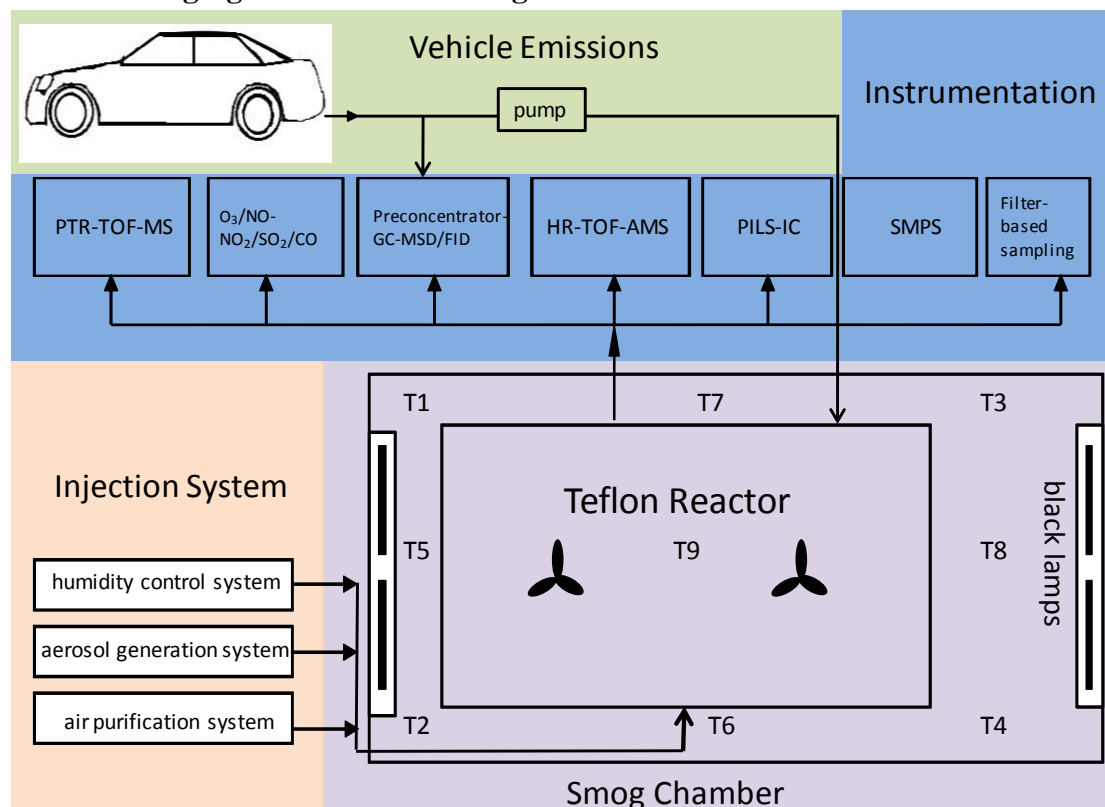 Vehicle Emissions
Instrumentation
pump
PTR-TOF-MS
O₃/NO-
NO₂/SO₂/CO
Preconcentrator-
GC-MSD/FID
HR-TOF-AMS
PILS-IC
SMPS
Filter-
based
sampling
T1
T7
T3
Injection System
Teflon Reactor
black lamps
T5
T9
T8
humidity control system
aerosol generation system
air purification system
T2
T6
T4
Smog Chamber